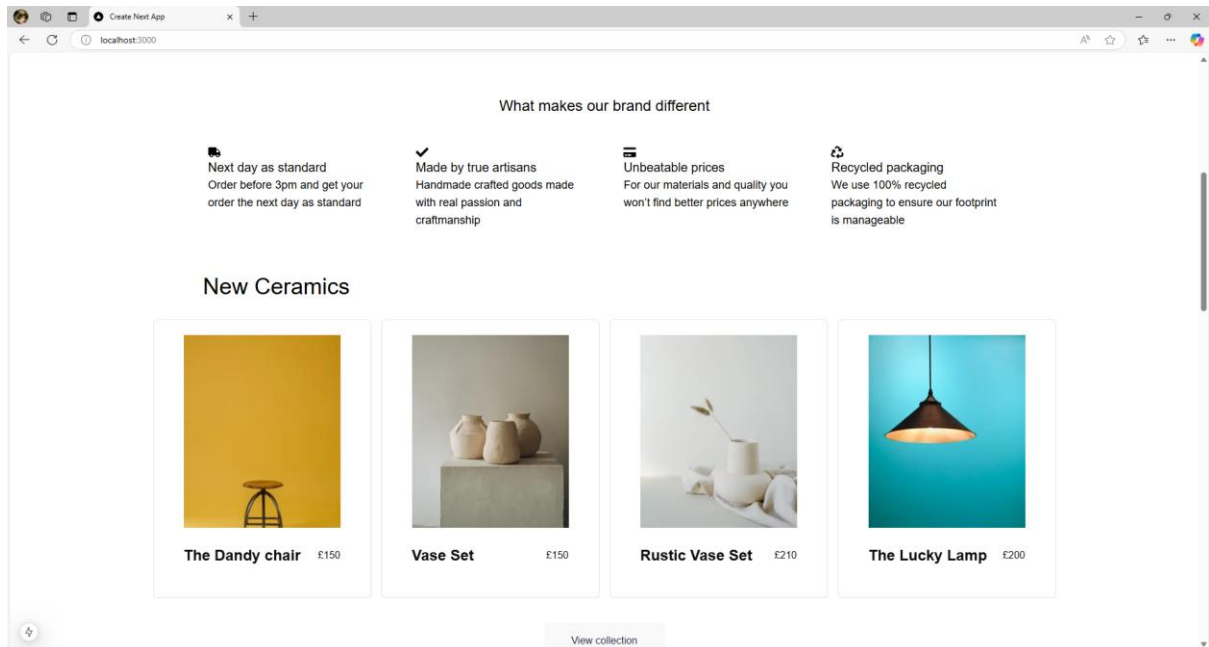 Create Next App
localhost:3000
What makes our brand different
Next day as standard
Order before 3pm and get your
order the next day as standard
Made by true artisans
Handmade crafted goods made
with real passion and
craftmanship
Unbeatable prices
For our materials and quality you
won't find better prices anywhere
Recycled packaging
We use 100% recycled
packaging to ensure our footprint
is manageable
New Ceramics
The Dandy chair £150
Vase Set £150
Rustic Vase Set £210
The Lucky Lamp £200
View collection